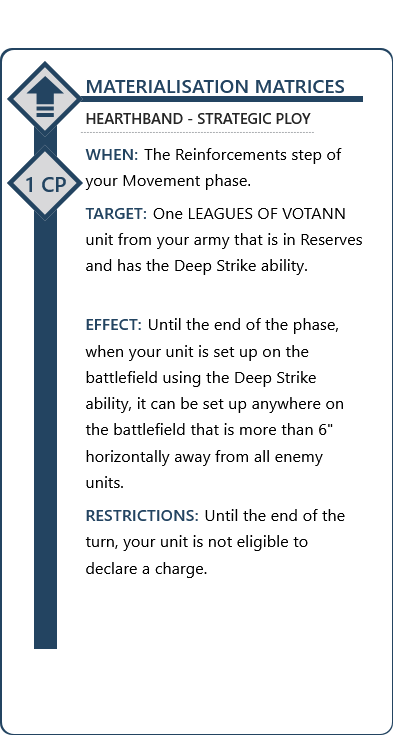 MATERIALISATION MATRICES
HEARTHBAND - STRATEGIC PLOY
1 CP
WHEN: The Reinforcements step of
your Movement phase.
TARGET: One LEAGUES OF VOTANN
unit from your army that is in Reserves
and has the Deep Strike ability.
EFFECT: Until the end of the phase,
when your unit is set up on the
battlefield using the Deep Strike
ability, it can be set up anywhere on
the battlefield that is more than 6"
horizontally away from all enemy
units.
RESTRICTIONS: Until the end of the
turn, your unit is not eligible to
declare a charge.